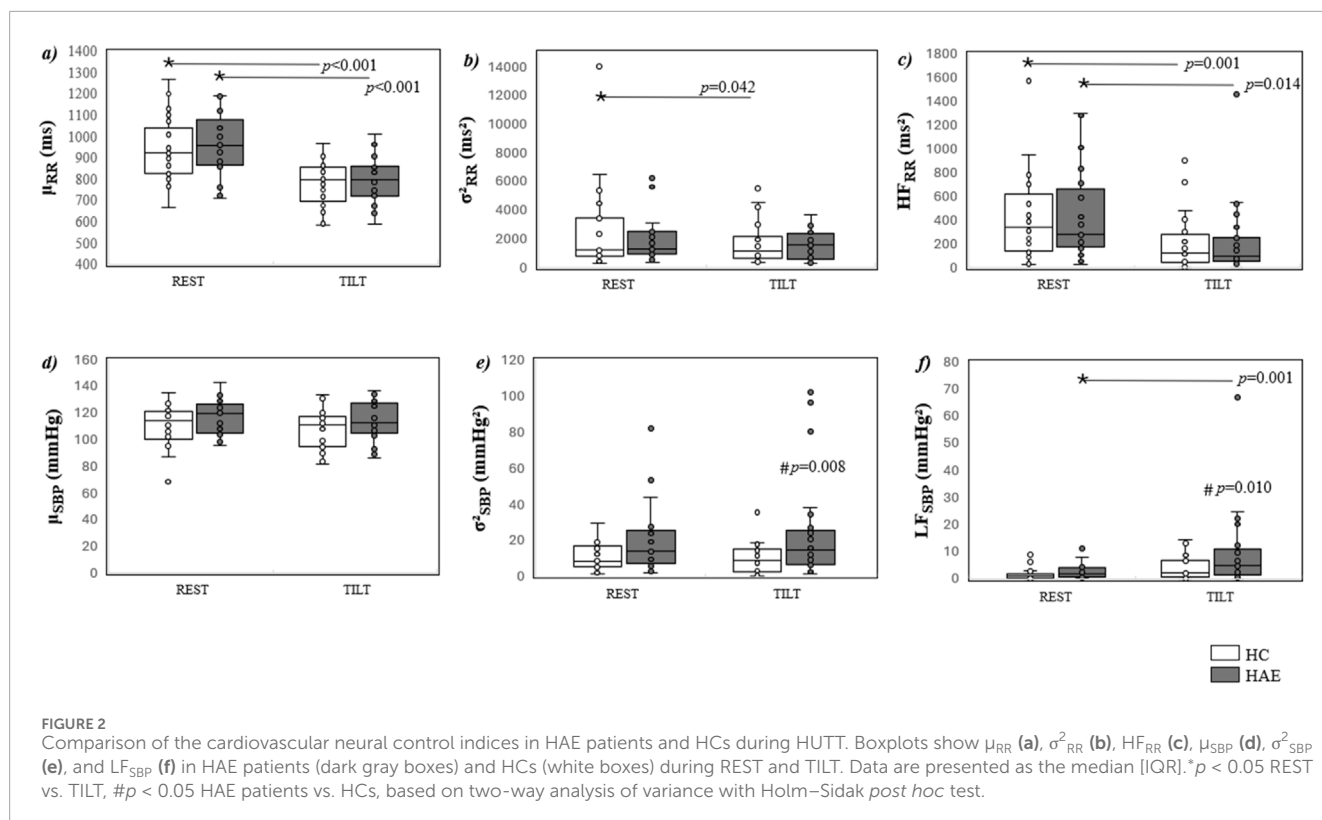 a)
μRR (ms)
1400
1300
1200
1100
1000
900
800
700
600
500
400
* p<0.001
* p<0.001
REST TILT
b)
σ²RR (ms²)
14000
12000
10000
8000
6000
4000
2000
0
* p=0.042
REST TILT
c)
HFRR (ms²)
1800
1600
1400
1200
1000
800
600
400
200
0
* p=0.001
* p=0.014
REST TILT
d)
μSBP (mmHg)
160
140
120
100
80
60
40
20
0
REST TILT
e)
σ²SBP (mmHg²)
120
100
80
60
40
20
0
#p=0.008
REST TILT
f)
LFSBP (mmHg²)
80
70
60
50
40
30
20
10
0
* p=0.001
# p=0.010
REST TILT
HC
HAE
FIGURE 2
Comparison of the cardiovascular neural control indices in HAE patients and HCs during HUTT. Boxplots show μRR (a), σ²RR (b), HFRR (c), μSBP (d), σ²SBP
(e), and LFSBP (f) in HAE patients (dark gray boxes) and HCs (white boxes) during REST and TILT. Data are presented as the median [IQR].*p < 0.05 REST
vs. TILT, #p < 0.05 HAE patients vs. HCs, based on two-way analysis of variance with Holm–Sidak post hoc test.